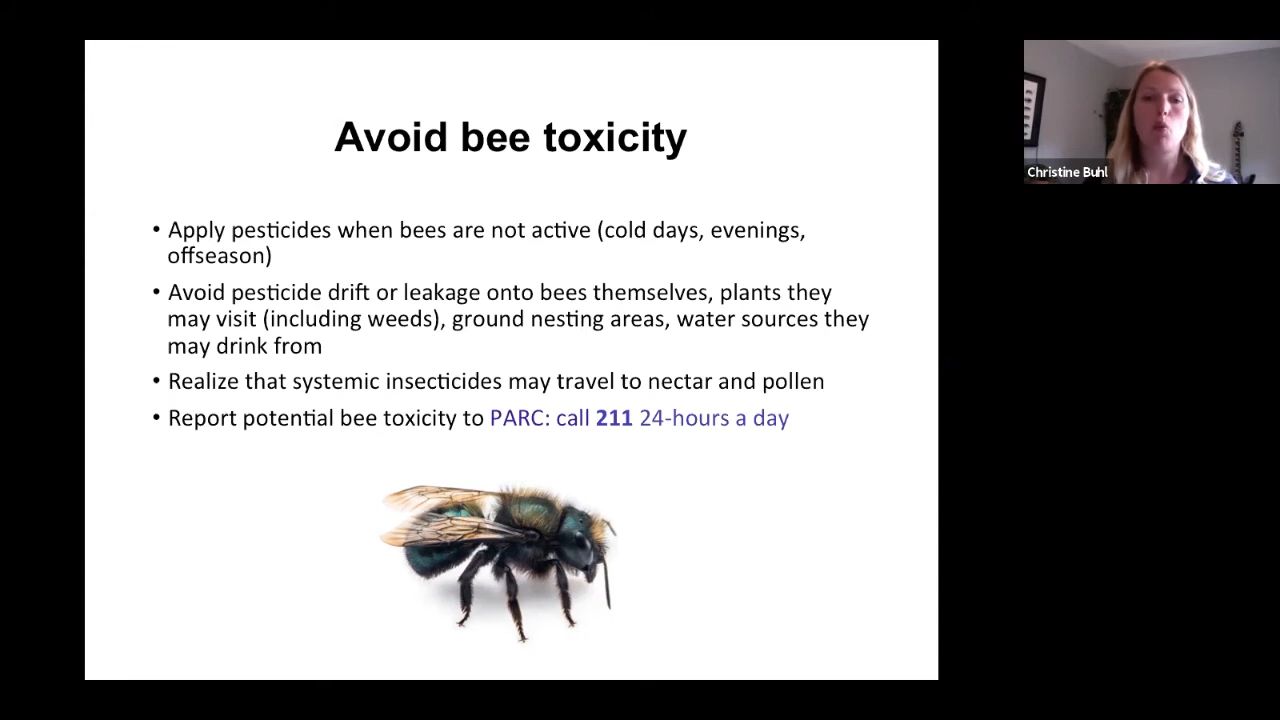 Avoid bee toxicity
• Apply pesticides when bees are not active (cold days, evenings,
offseason)
• Avoid pesticide drift or leakage onto bees themselves, plants they
may visit (including weeds), ground nesting areas, water sources they
may drink from
• Realize that systemic insecticides may travel to nectar and pollen
• Report potential bee toxicity to PARC: call 211 24-hours a day
Christine Buhl